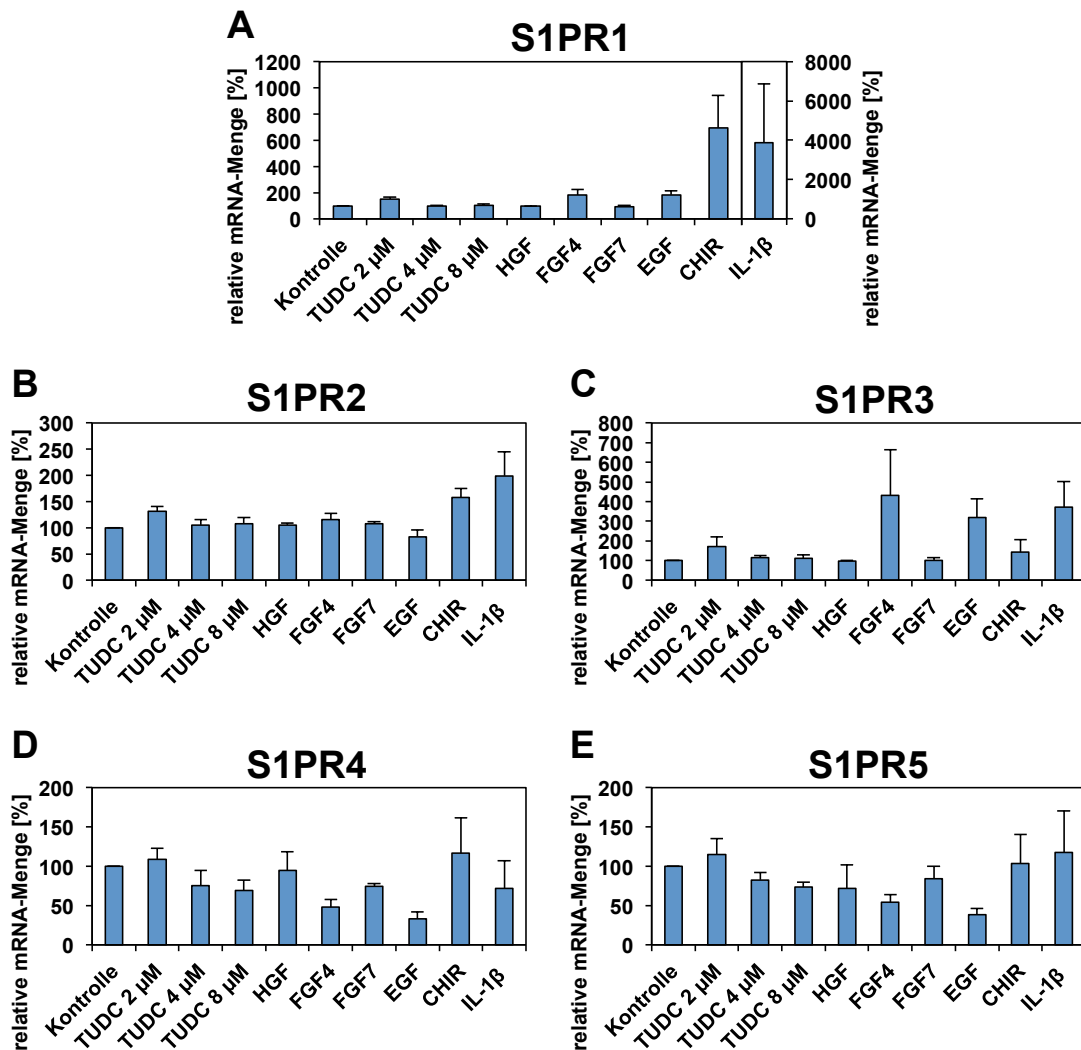 A
S1PR1
relative mRNA-Menge [%]
1200
1000
800
600
400
200
0
8000
6000
4000
2000
0
relative mRNA-Menge [%]
Kontrolle
TUDC 2 µM
TUDC 4 µM
TUDC 8 µM
HGF
FGF4
FGF7
EGF
CHIR
IL-1β
B
S1PR2
relative mRNA-Menge [%]
300
250
200
150
100
50
0
Kontrolle
TUDC 2 µM
TUDC 4 µM
TUDC 8 µM
HGF
FGF4
FGF7
EGF
CHIR
IL-1β
C
S1PR3
relative mRNA-Menge [%]
800
700
600
500
400
300
200
100
0
Kontrolle
TUDC 2 µM
TUDC 4 µM
TUDC 8 µM
HGF
FGF4
FGF7
EGF
CHIR
IL-1β
D
S1PR4
relative mRNA-Menge [%]
200
150
100
50
0
Kontrolle
TUDC 2 µM
TUDC 4 µM
TUDC 8 µM
HGF
FGF4
FGF7
EGF
CHIR
IL-1β
E
S1PR5
relative mRNA-Menge [%]
200
150
100
50
0
Kontrolle
TUDC 2 µM
TUDC 4 µM
TUDC 8 µM
HGF
FGF4
FGF7
EGF
CHIR
IL-1β